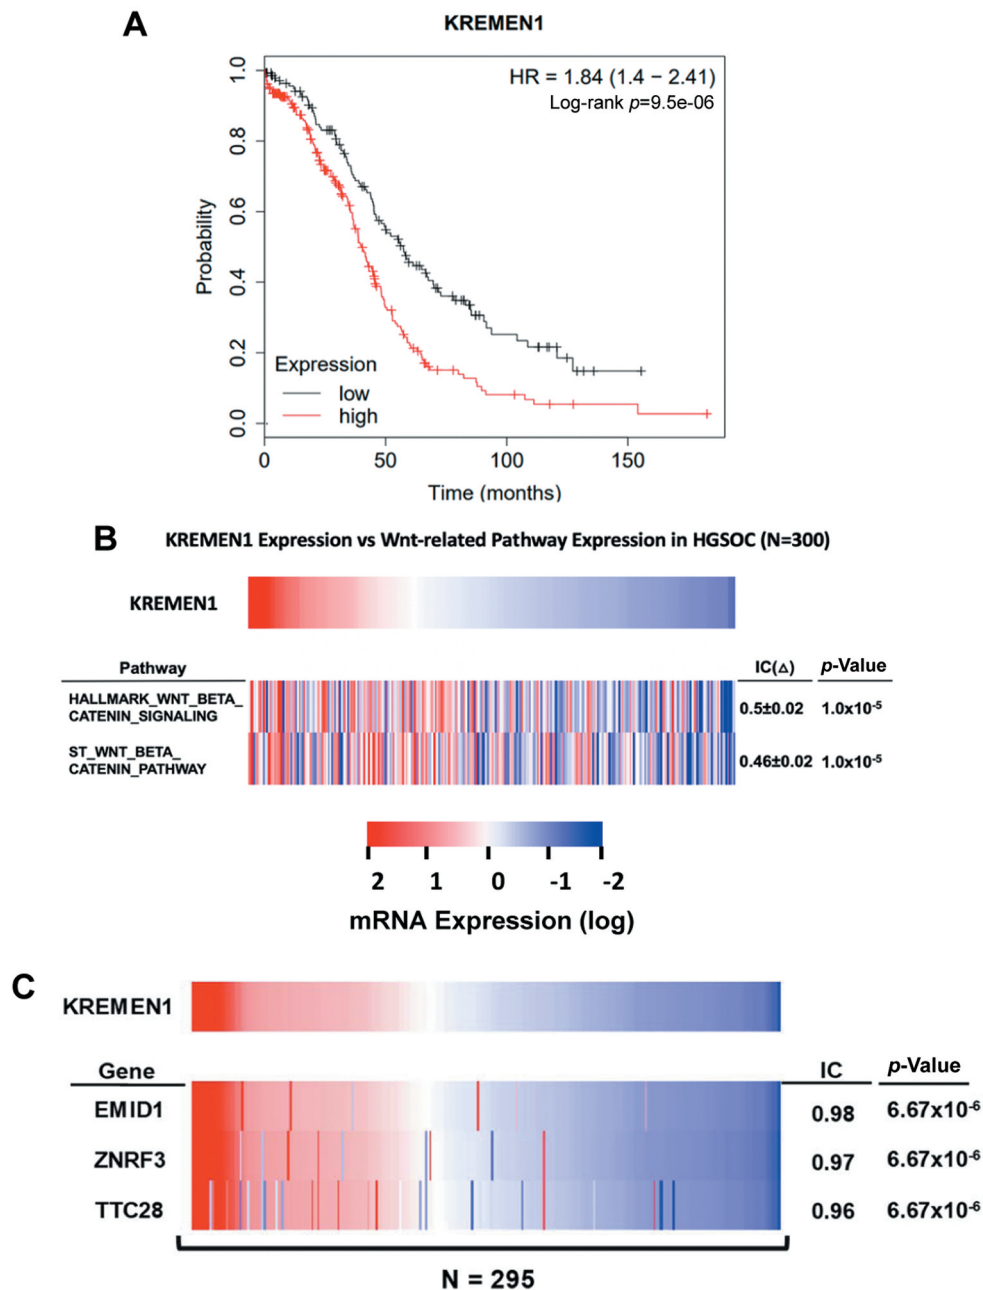 A
KREMEN1
HR = 1.84 (1.4 − 2.41)
Log-rank p=9.5e-06
Probability
1.0
0.8
0.6
0.4
0.2
0.0
Expression
low
high
0 50 100 150
Time (months)
B
KREMEN1 Expression vs Wnt-related Pathway Expression in HGSOC (N=300)
KREMEN1
Pathway IC(△) p-Value
HALLMARK_WNT_BETA_
CATENIN_SIGNALING 0.5±0.02 1.0x10⁻⁵
ST_WNT_BETA_
CATENIN_PATHWAY 0.46±0.02 1.0x10⁻⁵
2 1 0 -1 -2
mRNA Expression (log)
C
KREMEN1
Gene IC p-Value
EMID1 0.98 6.67x10⁻⁶
ZNRF3 0.97 6.67x10⁻⁶
TTC28 0.96 6.67x10⁻⁶
N = 295